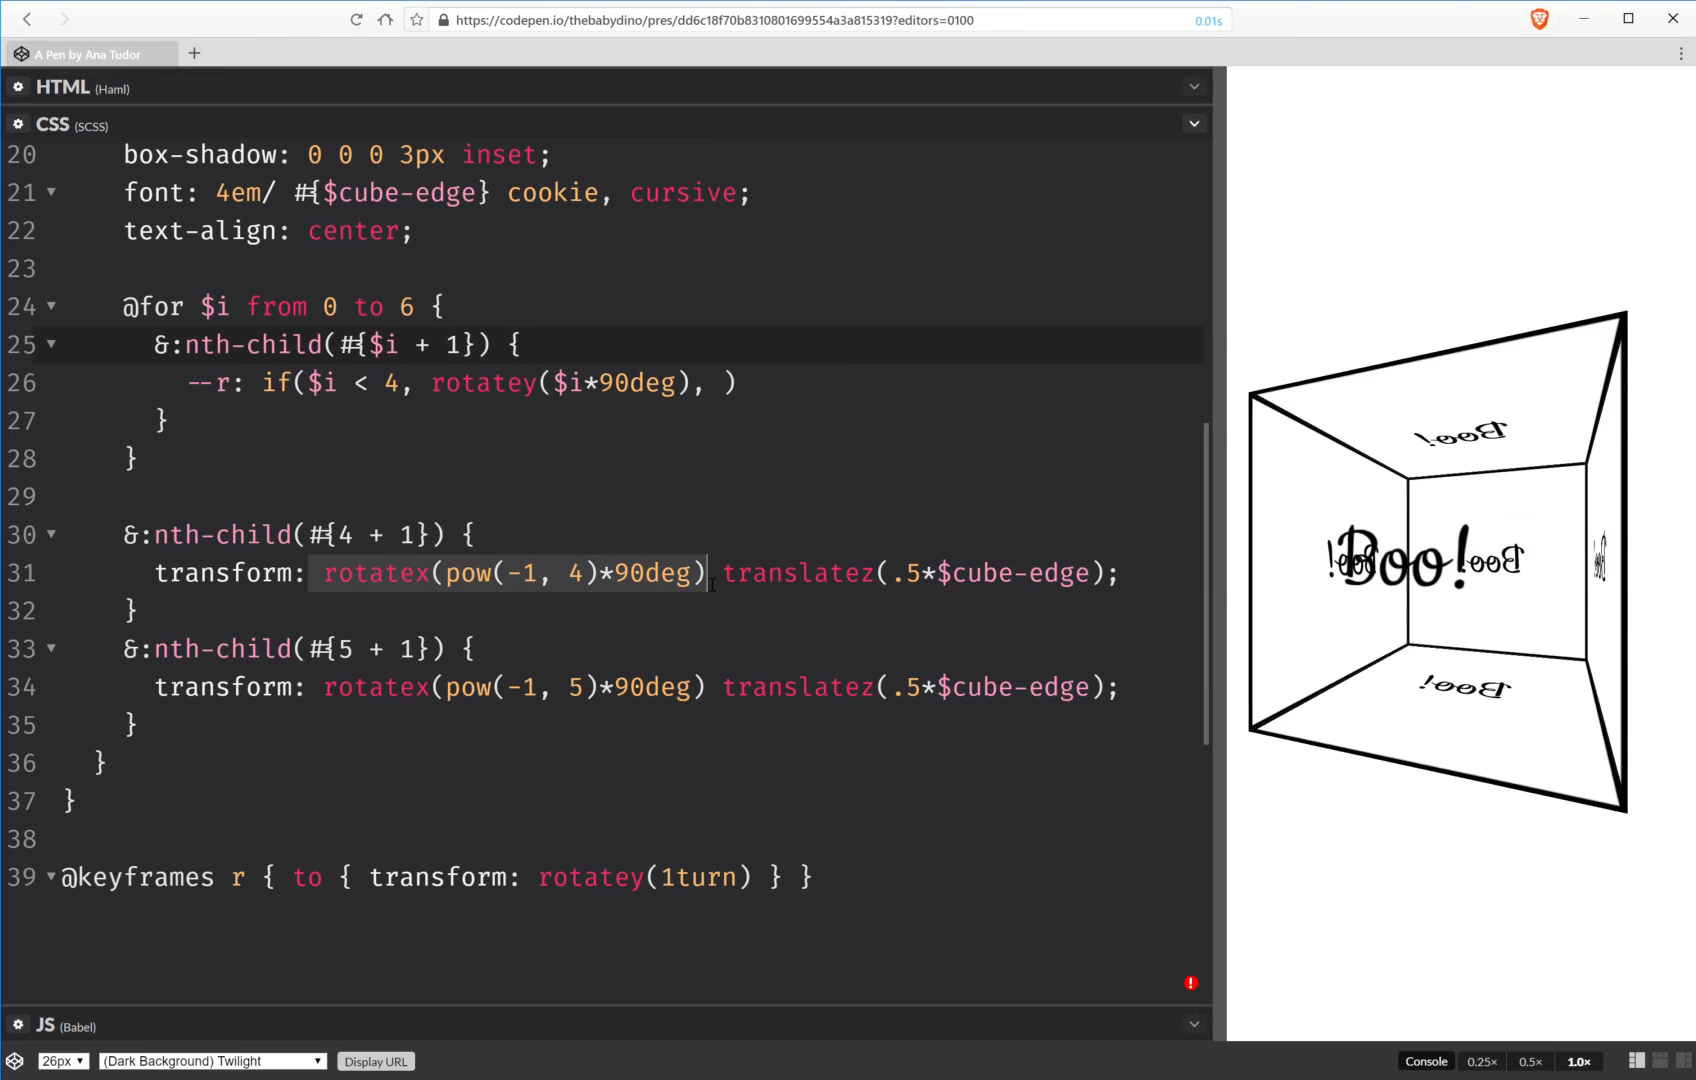 https://codepen.io/thebabydino/pres/dd6c18f70b8310801699554a3a815319?editors=0100
0.01s
A Pen by Ana Tudor
HTML (Haml)
CSS (SCSS)
20 box-shadow: 0 0 0 3px inset;
21 font: 4em/ #{$cube-edge} cookie, cursive;
22 text-align: center;
23
24 @for $i from 0 to 6 {
25 &:nth-child(#{$i + 1}) {
26 --r: if($i < 4, rotatey($i*90deg), )
27 }
28 }
29
30 &:nth-child(#{4 + 1}) {
31 transform: rotatex(pow(-1, 4)*90deg) translatez(.5*$cube-edge);
32 }
33 &:nth-child(#{5 + 1}) {
34 transform: rotatex(pow(-1, 5)*90deg) translatez(.5*$cube-edge);
35 }
36 }
37 }
38
39 @keyframes r { to { transform: rotatey(1turn) } }
Boo!
Boo!
Boo!
Boo!
Boo!
Boo!
JS (Babel)
26px
(Dark Background) Twilight
Display URL
Console
0.25×
0.5×
1.0×